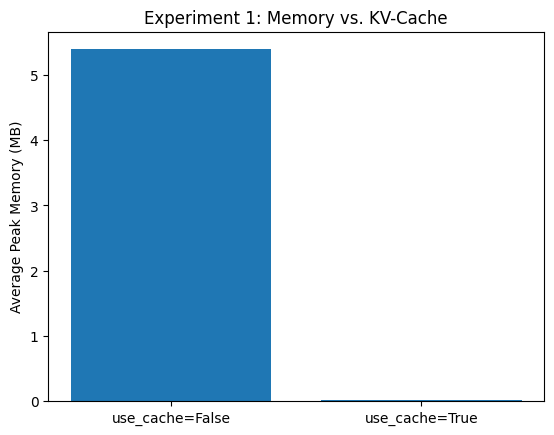 Experiment 1: Memory vs. KV-Cache
Average Peak Memory (MB)
5
4
3
2
1
0
use_cache=False
use_cache=True